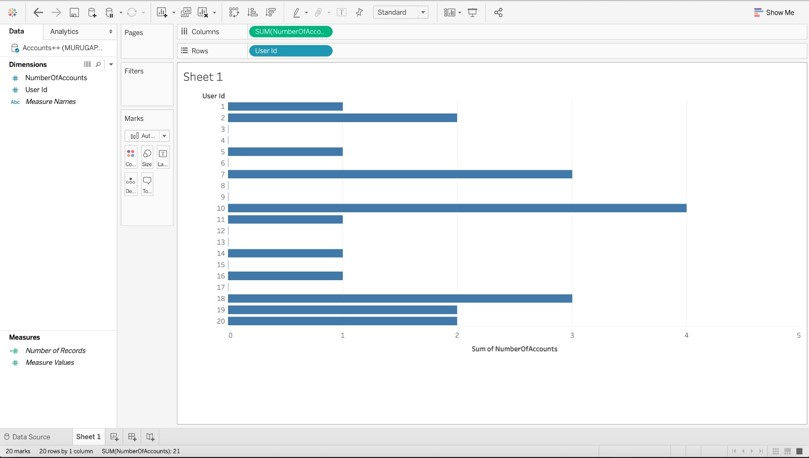 Standard
Show Me
Data
Analytics
Pages
Columns
SUM(NumberOfAcco..
Rows
User Id
Accounts++ (MURUGAP...
Dimensions
NumberOfAccounts
User Id
Abc Measure Names
Filters
Marks
Aut...
Co...
Size
La...
De...
To...
Sheet 1
User Id
1
2
3
4
5
6
7
8
9
10
11
12
13
14
15
16
17
18
19
20
0 1 2 3 4 5
Sum of NumberOfAccounts
Measures
Number of Records
Measure Values
Data Source
Sheet 1
20 marks 20 rows by 1 column SUM(NumberOfAccounts): 21